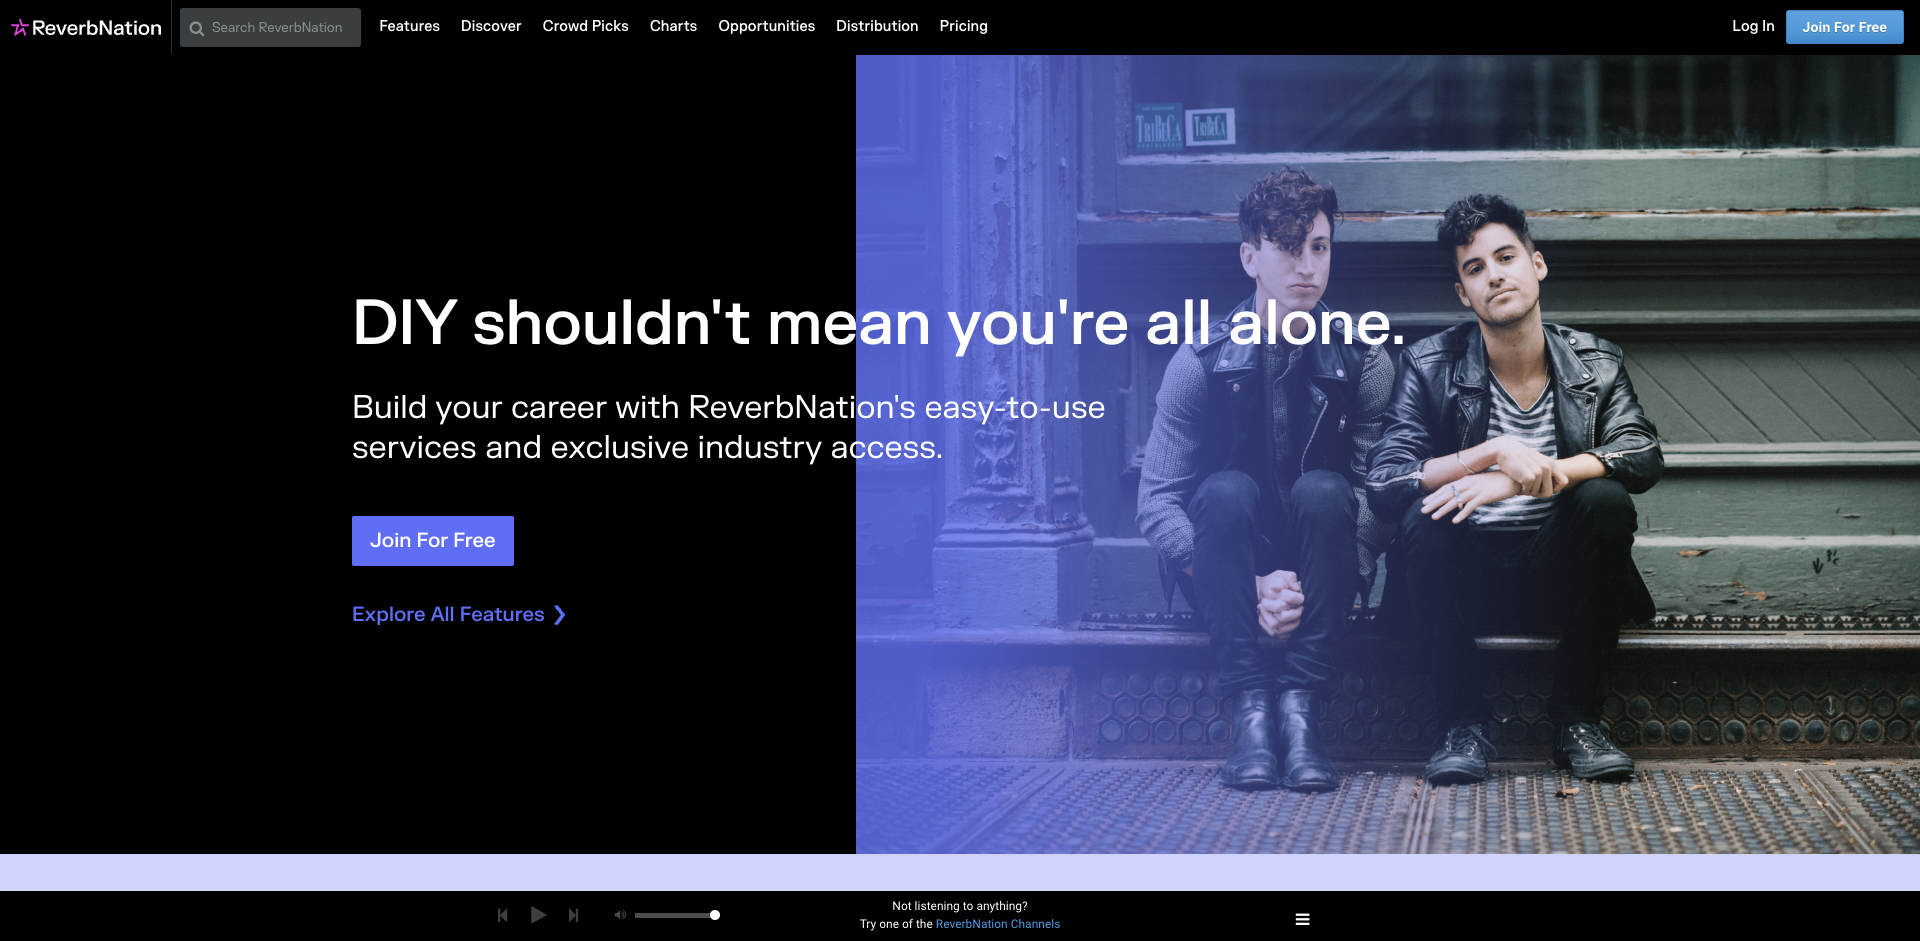 ReverbNation
Search ReverbNation
Features
Discover
Crowd Picks
Charts
Opportunities
Distribution
Pricing
Log In
Join For Free
TRIBECA
TRIBECA
DIY shouldn't mean you're all alone.
Build your career with ReverbNation's easy-to-use
services and exclusive industry access.
Join For Free
Explore All Features
Not listening to anything?
Try one of the ReverbNation Channels